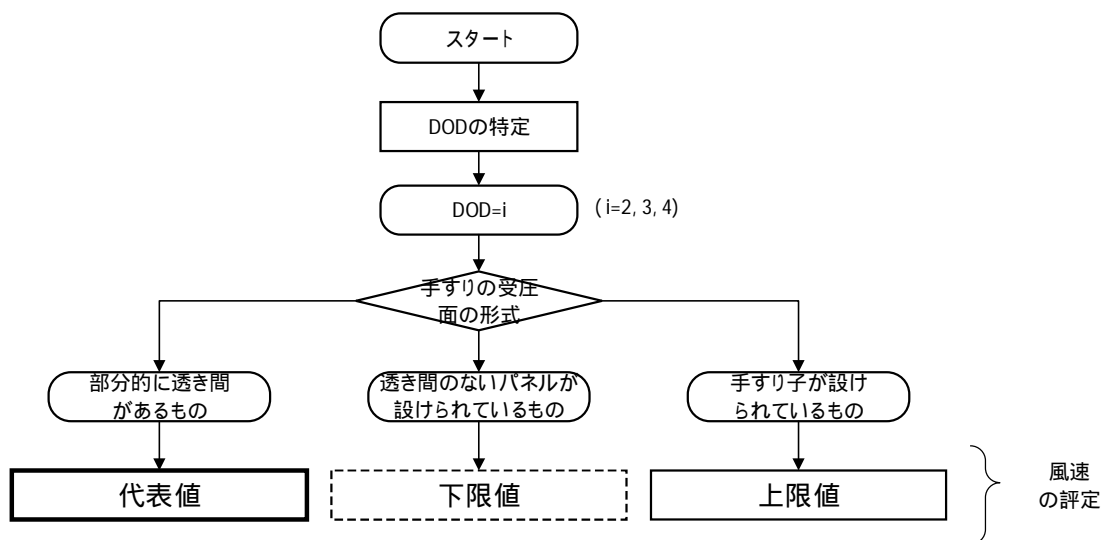 スタート
DODの特定
DOD=i
(i=2, 3, 4)
手すりの受圧
面の形式
部分的に透き間
があるもの
透き間のないパネルが
設けられているもの
手すり子が設け
られているもの
代表値
下限値
上限値
風速
の評定